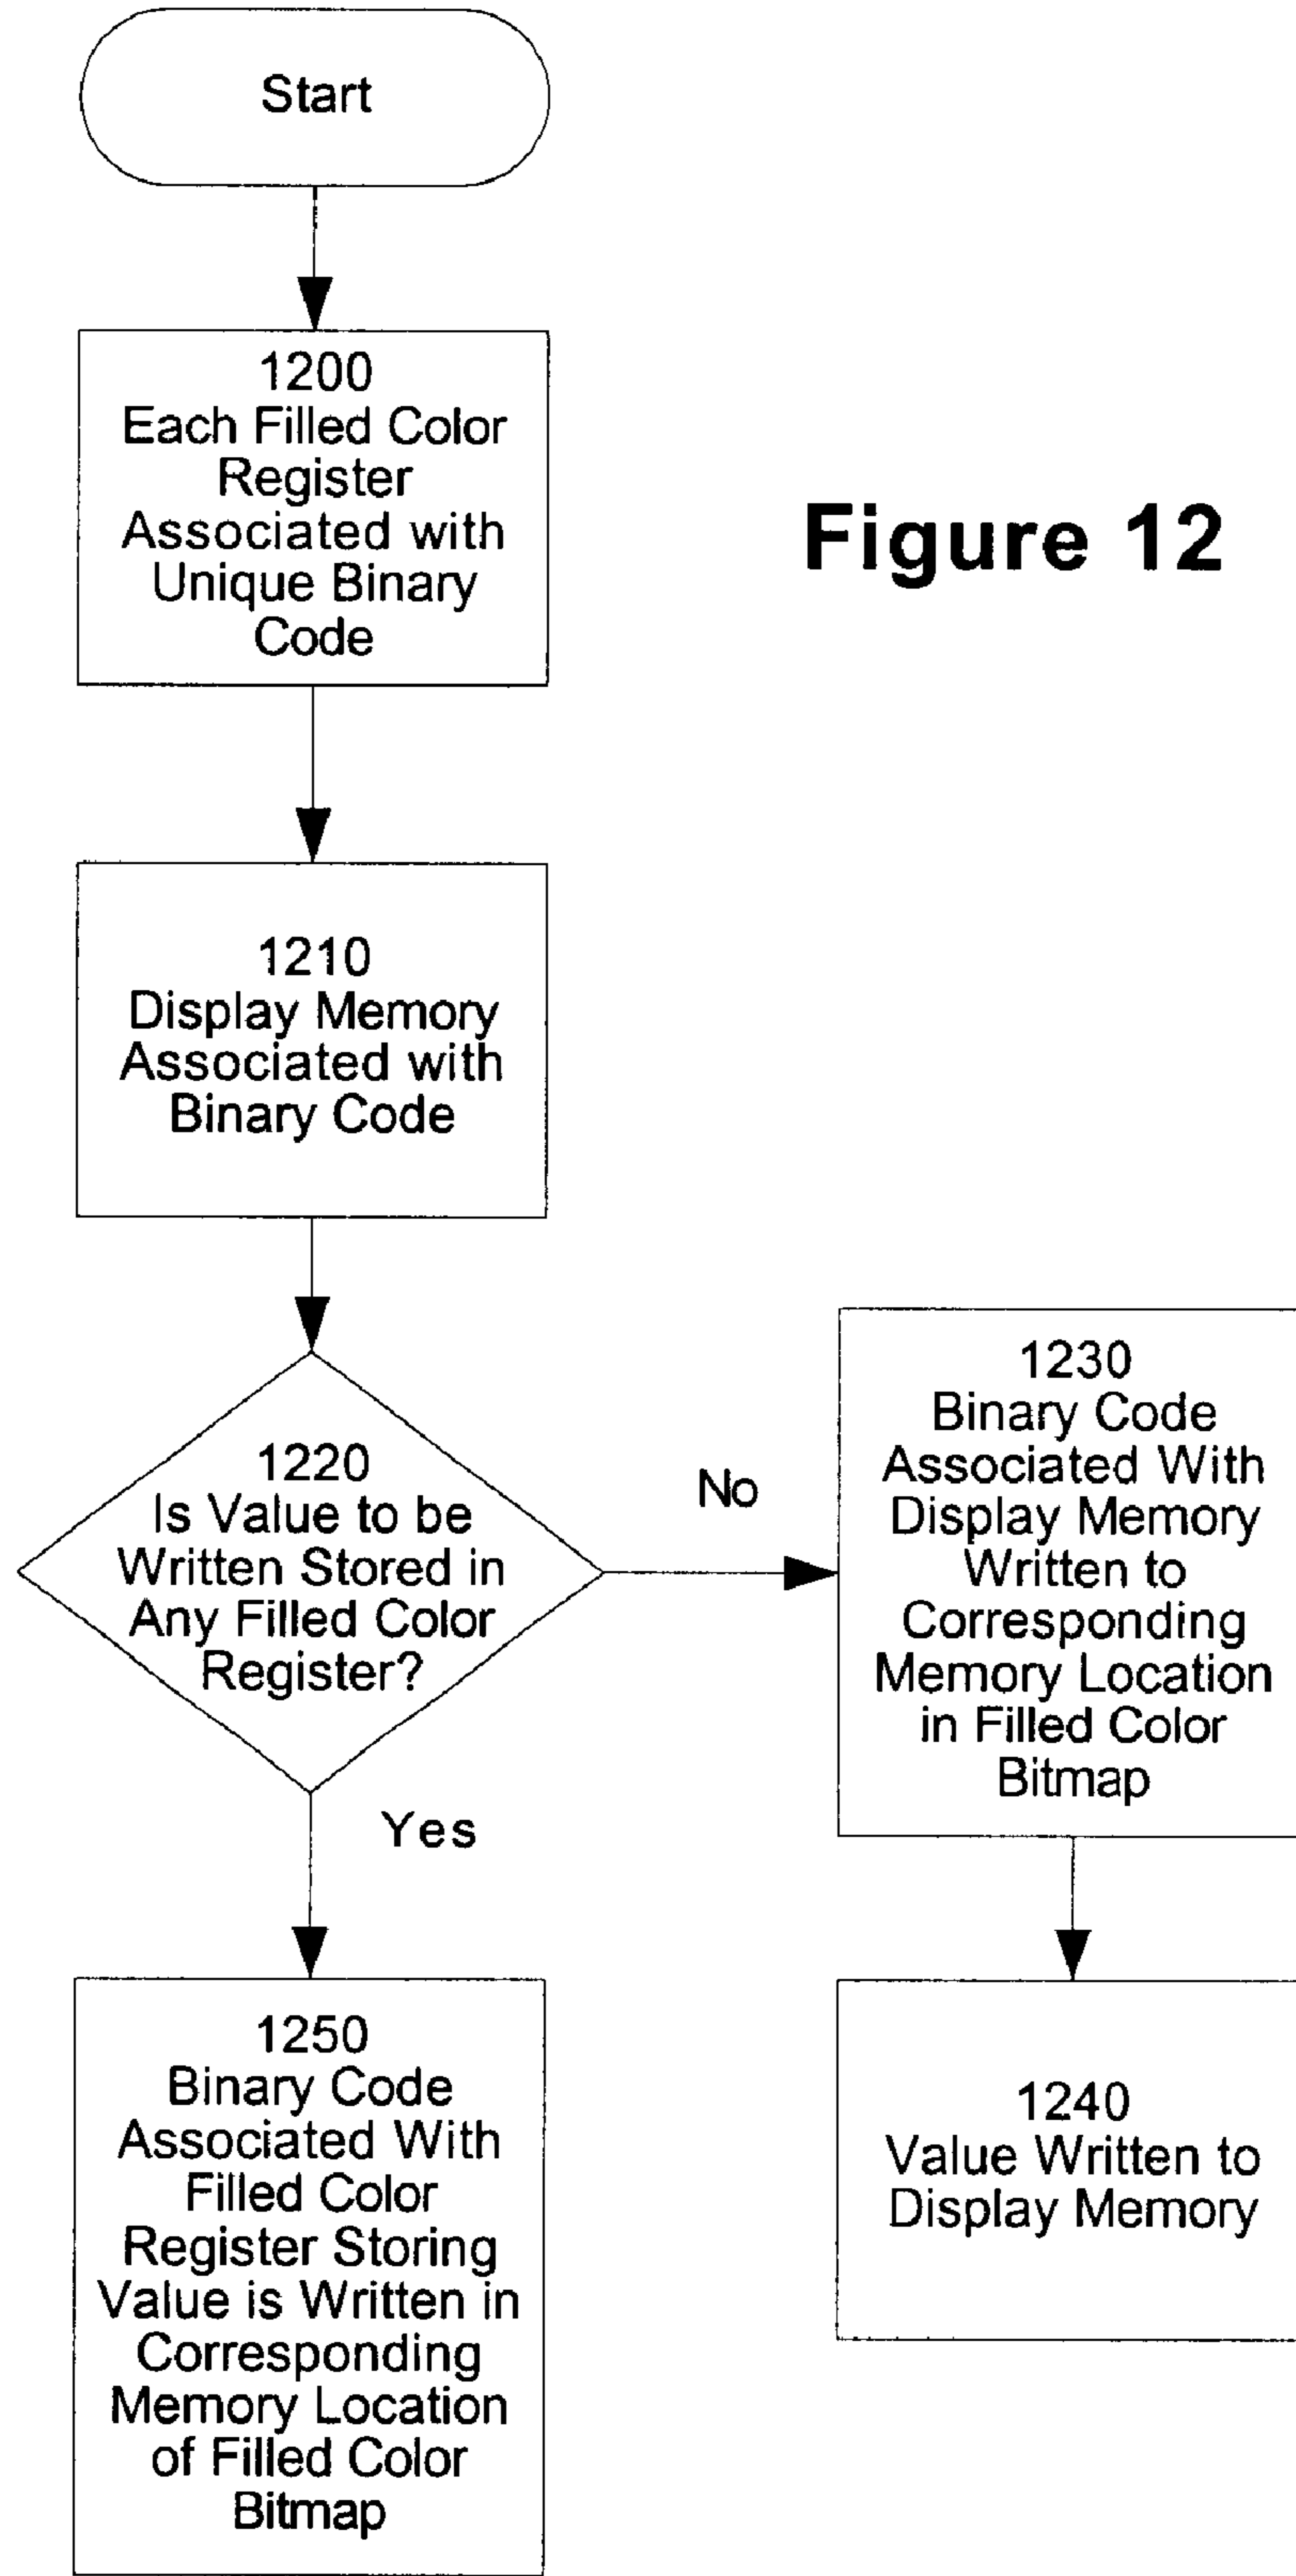 Start
1200
Each Filled Color
Register
Associated with
Unique Binary
Code
Figure 12
1210
Display Memory
Associated with
Binary Code
1220
Is Value to be
Written Stored in
Any Filled Color
Register?
No
1230
Binary Code
Associated With
Display Memory
Written to
Corresponding
Memory Location
in Filled Color
Bitmap
Yes
1250
Binary Code
Associated With
Filled Color
Register Storing
Value is Written in
Corresponding
Memory Location
of Filled Color
Bitmap
1240
Value Written to
Display Memory